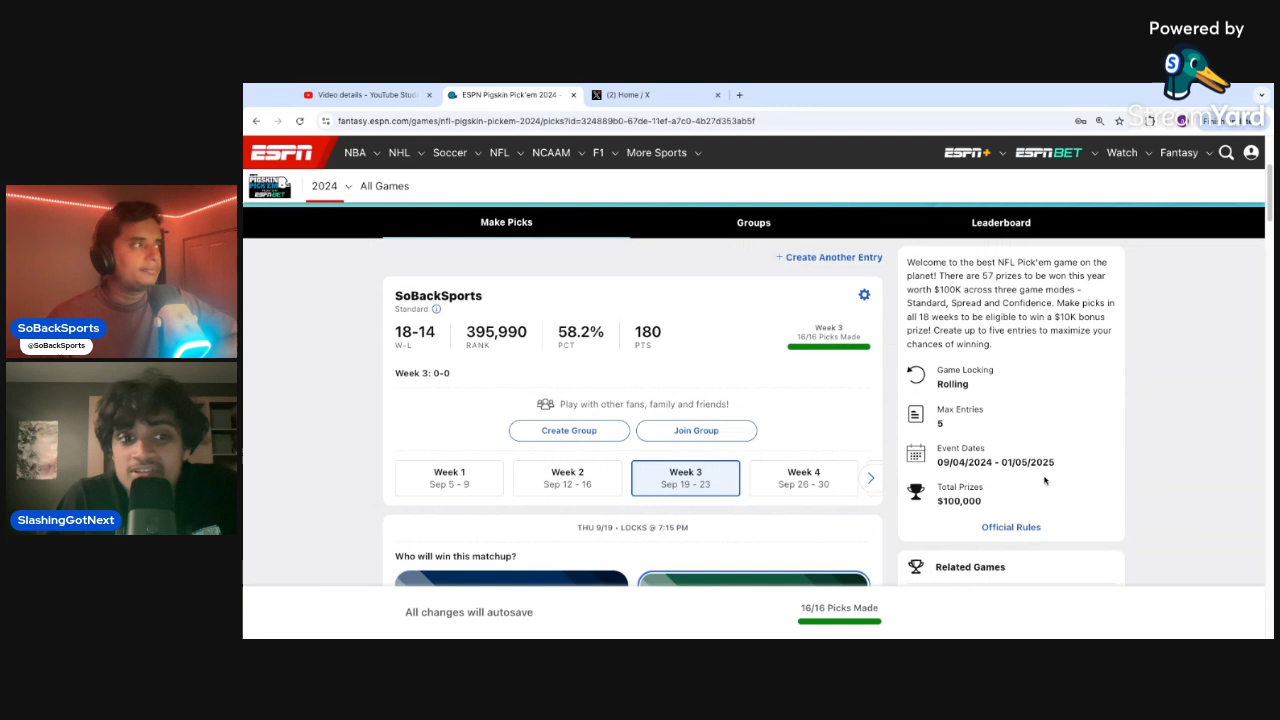 Powered by
S
StreamYard
Video details - YouTube Stud
ESPN Pigskin Pick'em 2024 -
(2) Home / X
fantasy.espn.com/games/nfl-pigskin-pickem-2024/picks?id=324889b0-67de-11ef-a7c0-4b27d353ab5f
ESPN NBA NHL Soccer NFL NCAAM F1 More Sports ESPN+ ESPN BET Watch Fantasy
PIGSKIN PICK'EM ESPN BET 2024 All Games
Make Picks Groups Leaderboard
+ Create Another Entry
SoBackSports
Standard
18-14 395,990 58.2% 180
W-L RANK PCT PTS
Week 3
16/16 Picks Made
Week 3: 0-0
Play with other fans, family and friends!
Create Group Join Group
Week 1 Week 2 Week 3 Week 4
Sep 5 - 9 Sep 12 - 16 Sep 19 - 23 Sep 26 - 30
THU 9/19 • LOCKS @ 7:15 PM
Who will win this matchup?
All changes will autosave
16/16 Picks Made
Welcome to the best NFL Pick'em game on the
planet! There are 57 prizes to be won this year
worth $100K across three game modes -
Standard, Spread and Confidence. Make picks in
all 18 weeks to be eligible to win a $10K bonus
prize! Create up to five entries to maximize your
chances of winning.
Game Locking
Rolling
Max Entries
5
Event Dates
09/04/2024 - 01/05/2025
Total Prizes
$100,000
Official Rules
Related Games
SoBackSports
@SoBackSports
SlashingGotNext